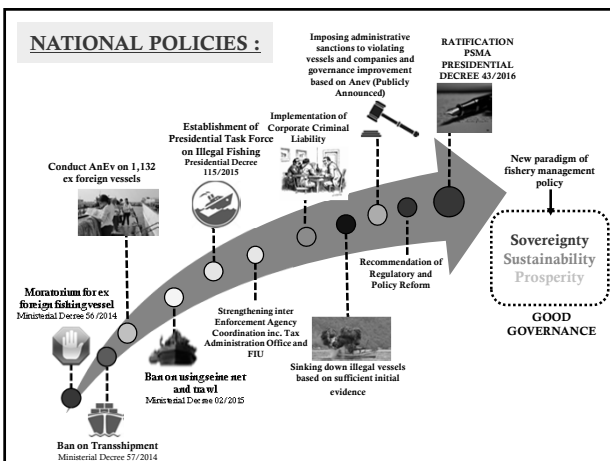 NATIONAL POLICIES :
Moratorium for ex
foreign fishing vessel
Ministerial Decree 56/2014
Ban on Transshipment
Ministerial Decree 57/2014
Conduct AnEv on 1,132
ex foreign vessels
Ban on using seine net
and trawl
Ministerial Decree 02/2015
Establishment of
Presidential Task Force
on Illegal Fishing
Presidential Decree
115/2015
Strengthening inter
Enforcement Agency
Coordination inc. Tax
Administration Office and
FIU
Implementation of
Corporate Criminal
Liability
Sinking down illegal vessels
based on sufficient initial
evidence
Imposing administrative
sanctions to violating
vessels and companies and
governance improvement
based on Anev (Publicly
Announced)
Recommendation of
Regulatory and
Policy Reform
RATIFICATION
PSMA
PRESIDENTIAL
DECREE 43/2016
New paradigm of
fishery management
policy
Sovereignty
Sustainability
Prosperity
GOOD
GOVERNANCE